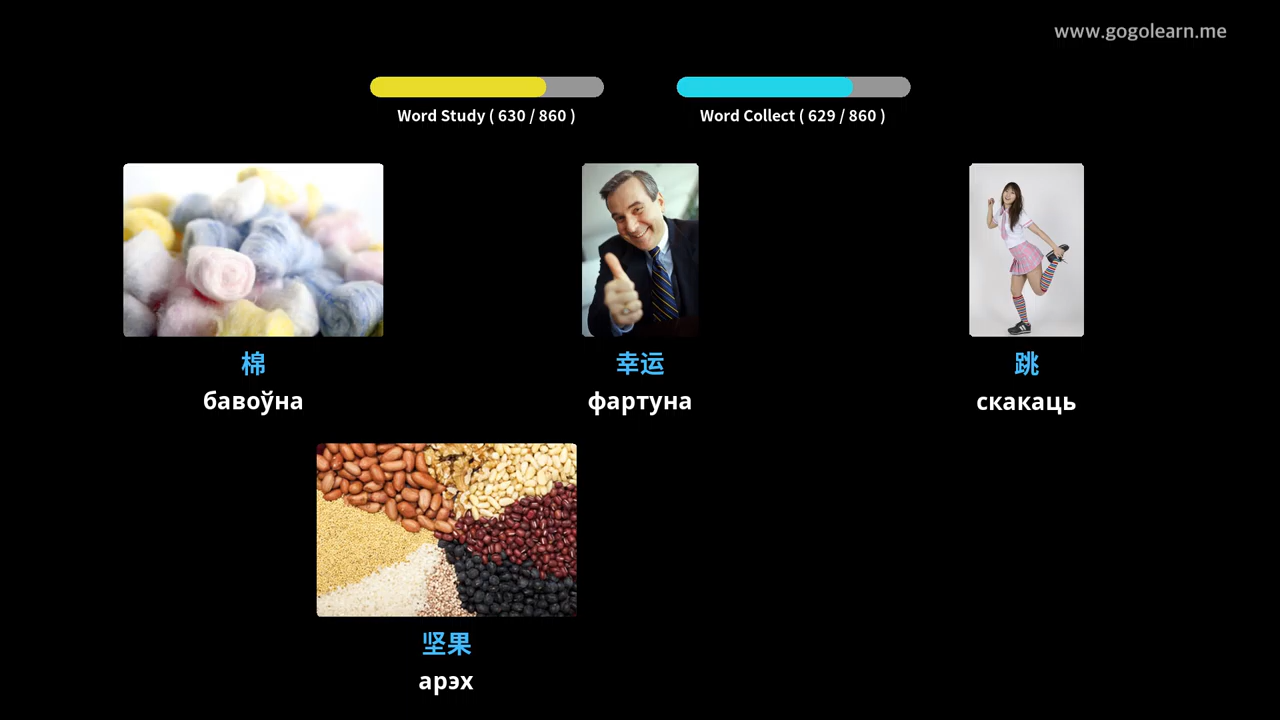 www.gogolearn.me
Word Study ( 630 / 860 )
Word Collect ( 629 / 860 )
棉
бавоўна
幸运
фартуна
跳
скакаць
坚果
арэх